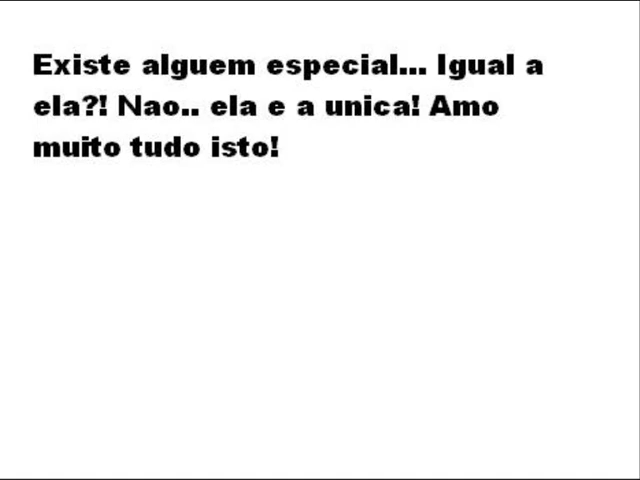 Existe alguem especial... Igual a
ela?! Nao.. ela e a unica! Amo
muito tudo isto!